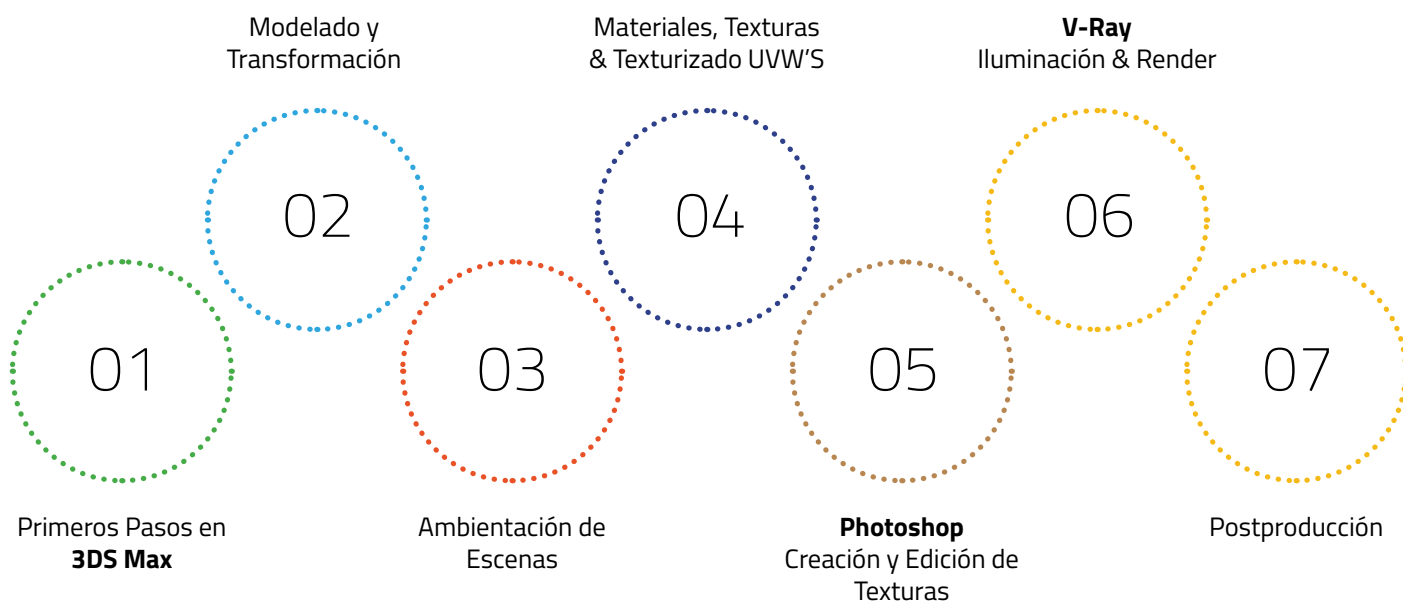 Modelado y
Transformación
Materiales, Texturas
& Texturizado UVW'S
V-Ray
Iluminación & Render
02
04
06
01
03
05
07
Primeros Pasos en
3DS Max
Ambientación de
Escenas
Photoshop
Creación y Edición de
Texturas
Postproducción